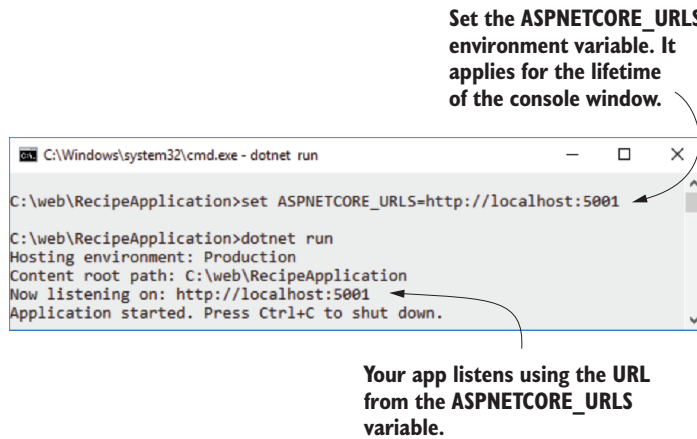 Set the ASPNETCORE_URLS
environment variable. It
applies for the lifetime
of the console window.
C:\Windows\system32\cmd.exe - dotnet run
C:\web\RecipeApplication>set ASPNETCORE_URLS=http://localhost:5001
C:\web\RecipeApplication>dotnet run
Hosting environment: Production
Content root path: C:\web\RecipeApplication
Now listening on: http://localhost:5001
Application started. Press Ctrl+C to shut down.
Your app listens using the URL
from the ASPNETCORE_URLS
variable.